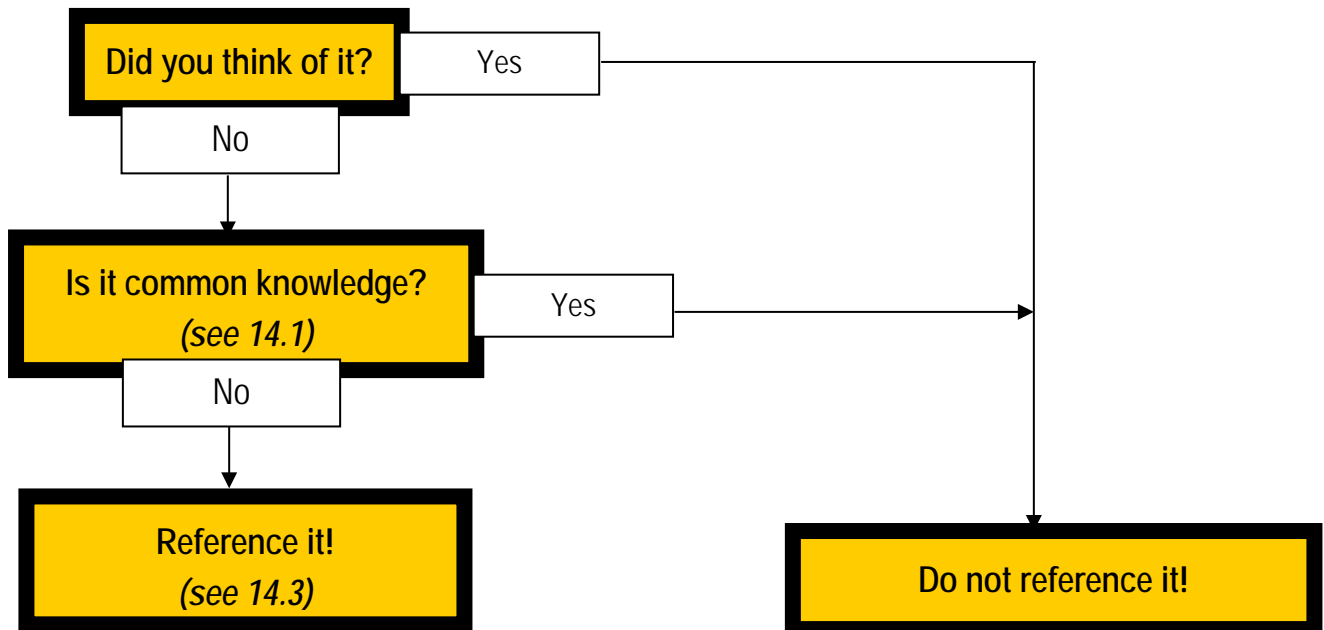 Did you think of it?
Yes
No
Is it common knowledge?
(see 14.1)
Yes
No
Reference it!
(see 14.3)
Do not reference it!